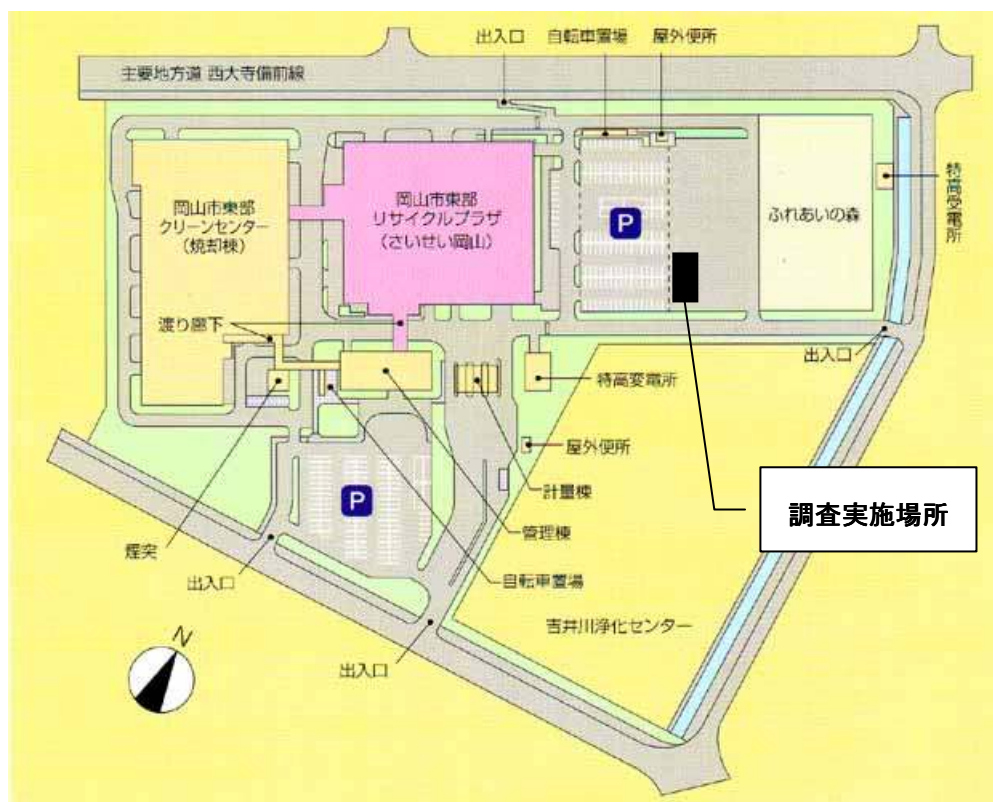 出入口
自転車置場
屋外便所
主要地方道 西大寺備前線
特高受電所
岡山市東部
クリーンセンター
(焼却棟)
岡山市東部
リサイクルプラザ
(さいせい岡山)
P
ふれあいの森
渡り廊下
出入口
特高変電所
屋外便所
計量棟
P
調査実施場所
管理棟
煙突
出入口
自転車置場
吉井川浄化センター
出入口
N